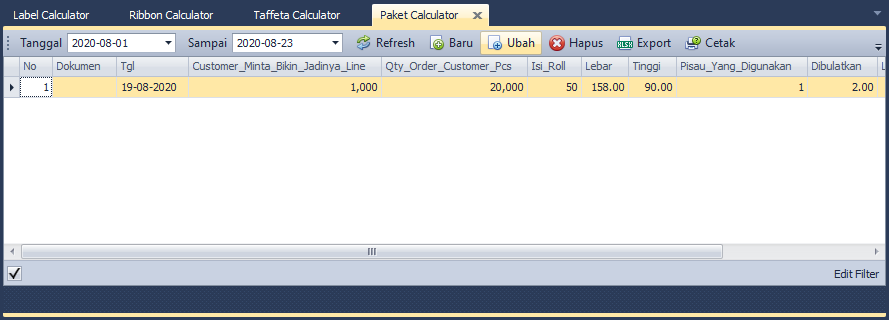 Label Calculator Ribbon Calculator Taffeta Calculator Paket Calculator
Tanggal 2020-08-01 Sampai 2020-08-23 Refresh Baru Ubah Hapus XLSX Export Cetak
No Dokumen Tgl Customer_Minta_Bikin_Jadinya_Line Qty_Order_Customer_Pcs Isi_Roll Lebar Tinggi Pisau_Yang_Digunakan Dibulatkan L
1 19-08-2020 1,000 20,000 50 158.00 90.00 1 2.00
Edit Filter